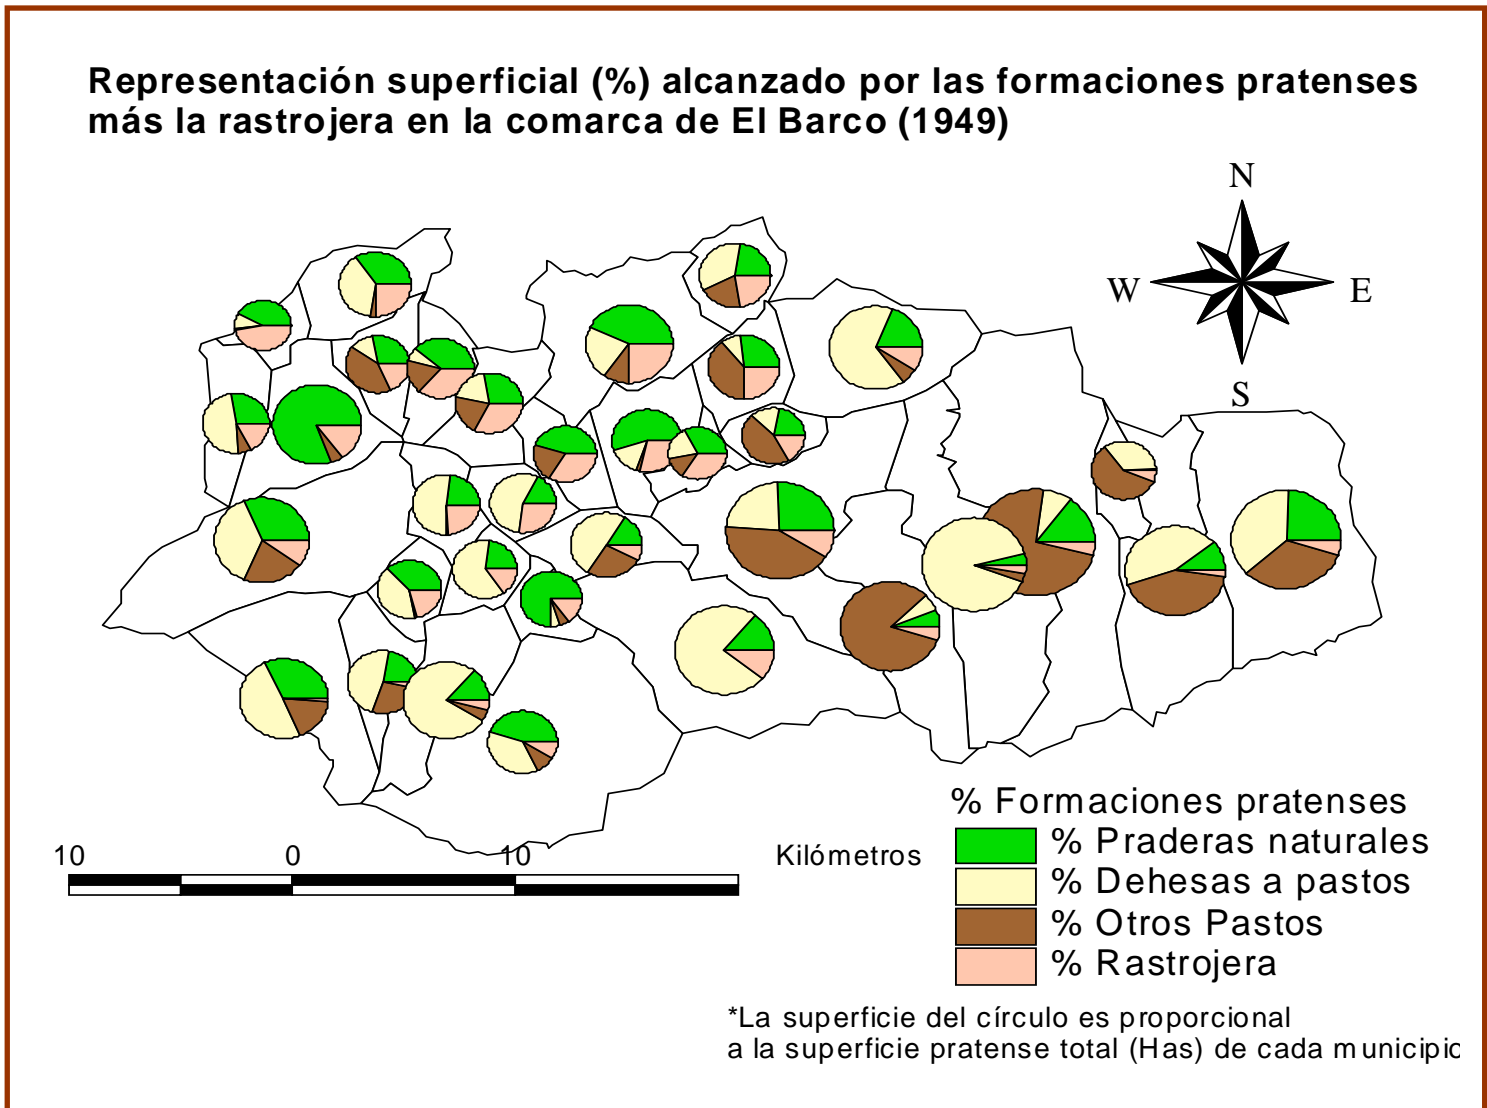 Representación superficial (%) alcanzado por las formaciones pratenses
más la rastrojera en la comarca de El Barco (1949)
N
W
E
S
10
0
10
Kilómetros
% Formaciones pratenses
% Praderas naturales
% Dehesas a pastos
% Otros Pastos
% Rastrojera
*La superficie del círculo es proporcional
a la superficie pratense total (Has) de cada municipio